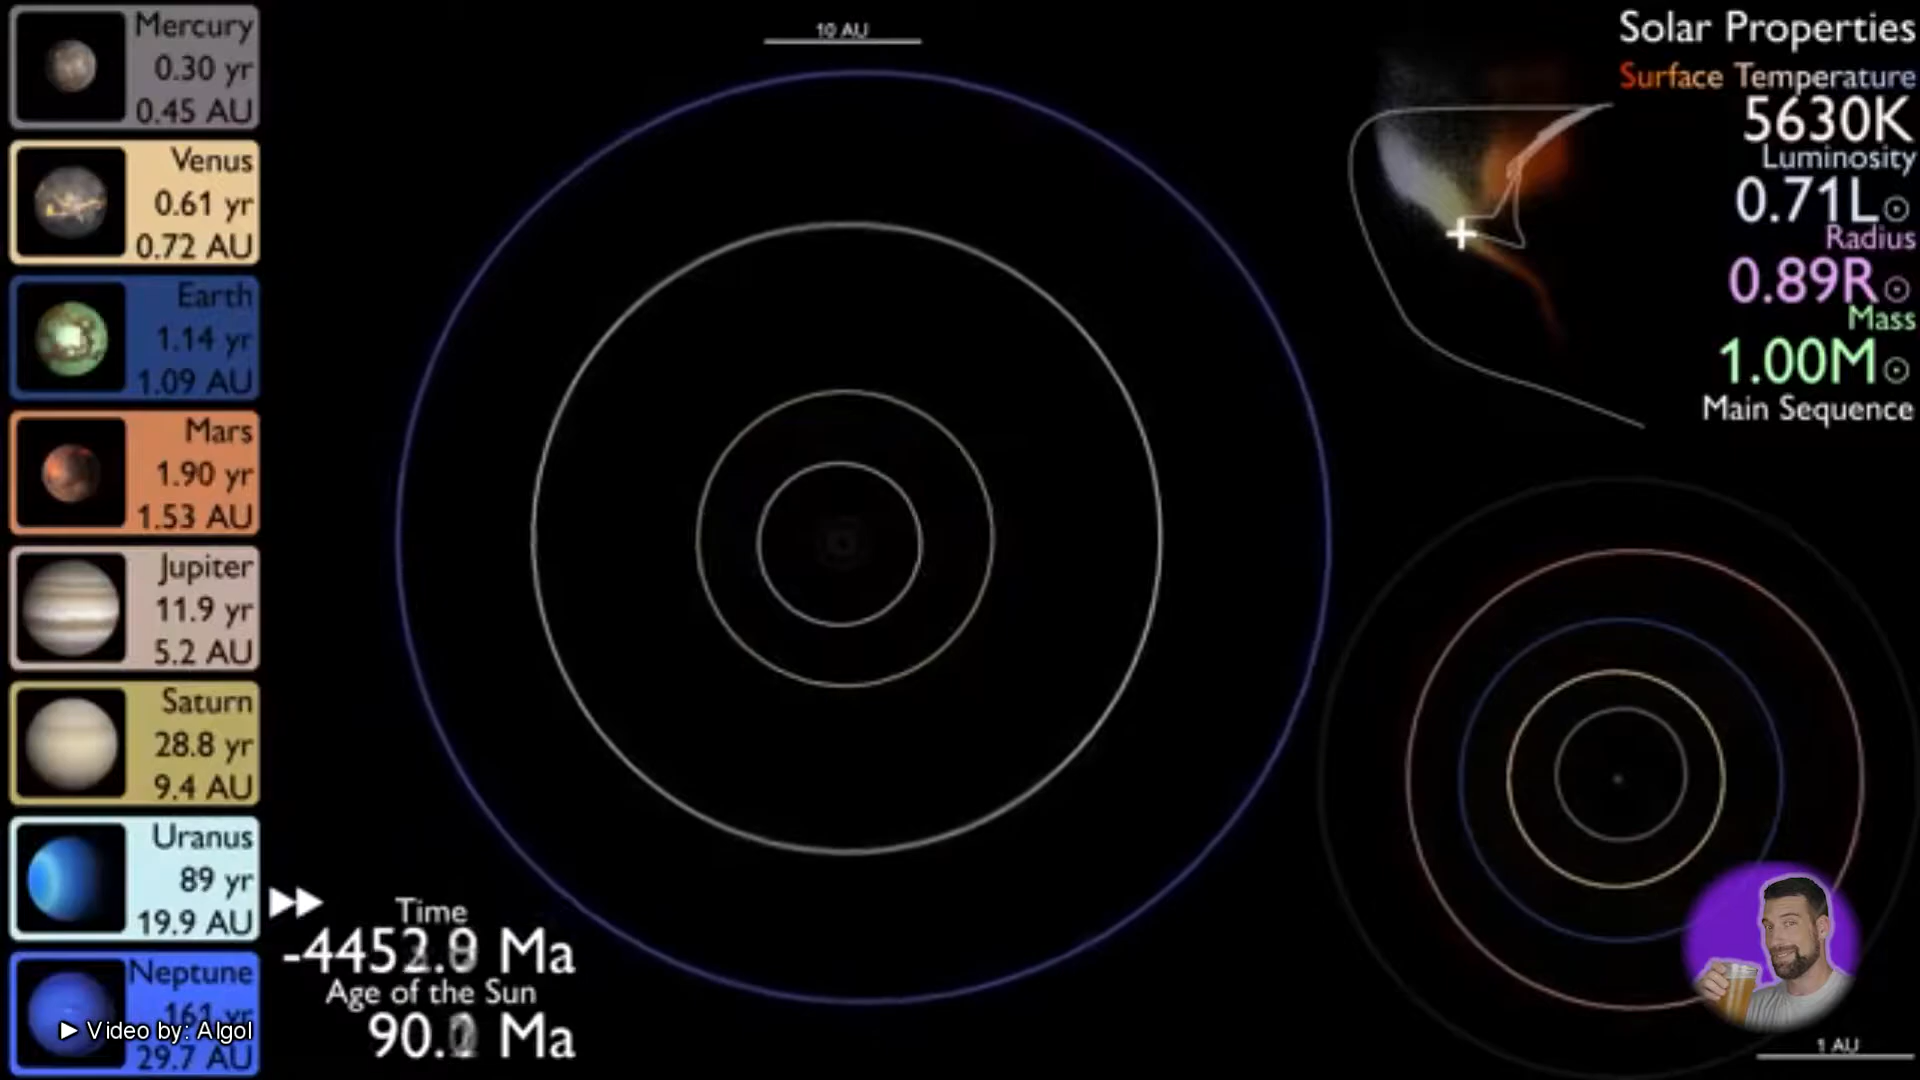 Mercury
0.30 yr
0.45 AU
Venus
0.61 yr
0.72 AU
Earth
1.14 yr
1.09 AU
Mars
1.90 yr
1.53 AU
Jupiter
11.9 yr
5.2 AU
Saturn
28.8 yr
9.4 AU
Uranus
89 yr
19.9 AU
Neptune
161 yr
29.7 AU
Video by: Algol
10 AU
Time
Ma
Age of the Sun
Ma
Solar Properties
Surface Temperature
5630K
Luminosity
0.71L☉
Radius
0.89R☉
Mass
1.00M☉
Main Sequence
1 AU